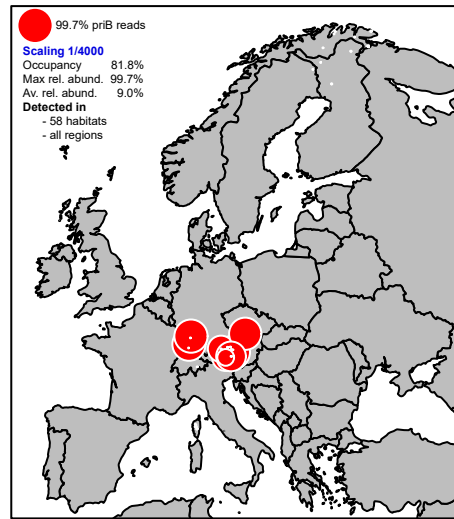 99.7% priB reads
Scaling 1/4000
Occupancy 81.8%
Max rel. abund. 99.7%
Av. rel. abund. 9.0%
Detected in
- 58 habitats
- all regions